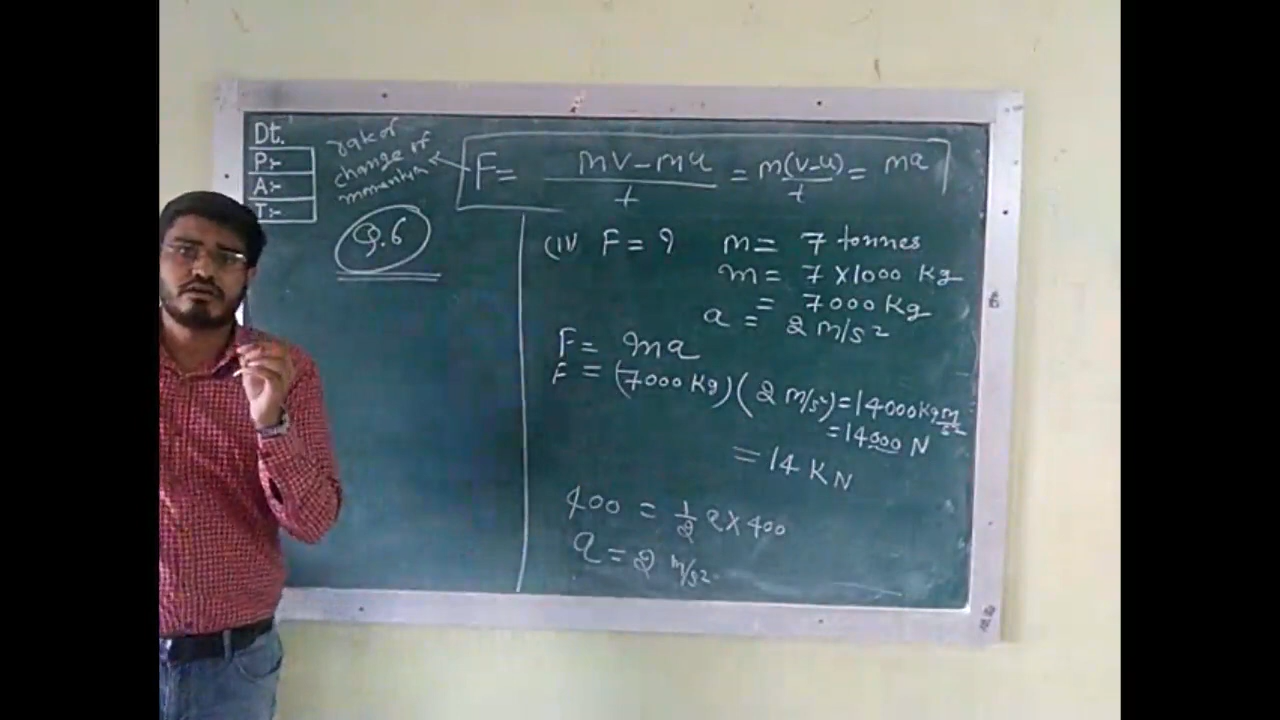 Dt.
P:-
A:-
T:-
rate of
change of
momentum
F = mv - mu / t = m(v-u) / t = ma
Q.6
(ii) F = ? m = 7 tonnes
m = 7 × 1000 Kg
= 7000 Kg
a = 2 m/s²
F = ma
F = (7000 Kg) (2 m/s²) = 14000 Kg m/s²
= 14000 N
= 14 KN
400 = 1/2 a × 400
a = 2 m/s²